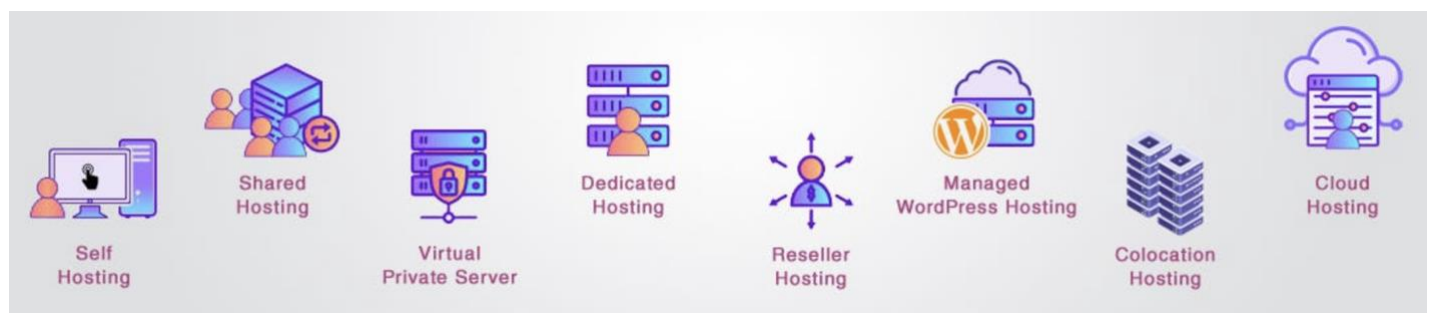 Self
Hosting
Shared
Hosting
Virtual
Private Server
Dedicated
Hosting
Reseller
Hosting
Managed
WordPress Hosting
Colocation
Hosting
Cloud
Hosting